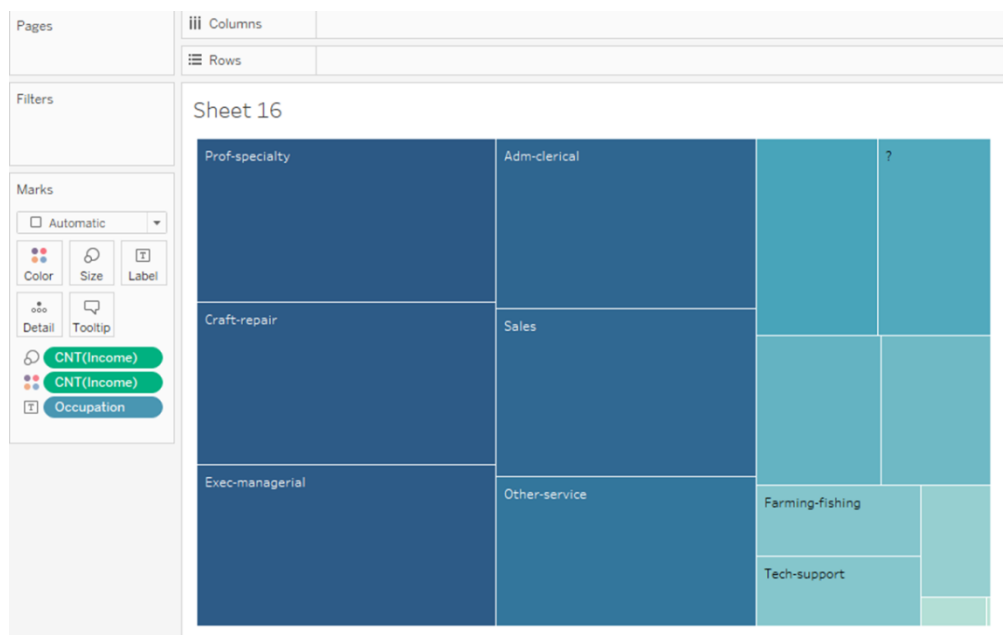 Pages
Columns
Rows
Filters
Marks
Automatic
Color Size Label
Detail Tooltip
CNT(Income)
CNT(Income)
Occupation
Sheet 16
Prof-specialty
Adm-clerical
?
Craft-repair
Sales
Exec-managerial
Other-service
Farming-fishing
Tech-support